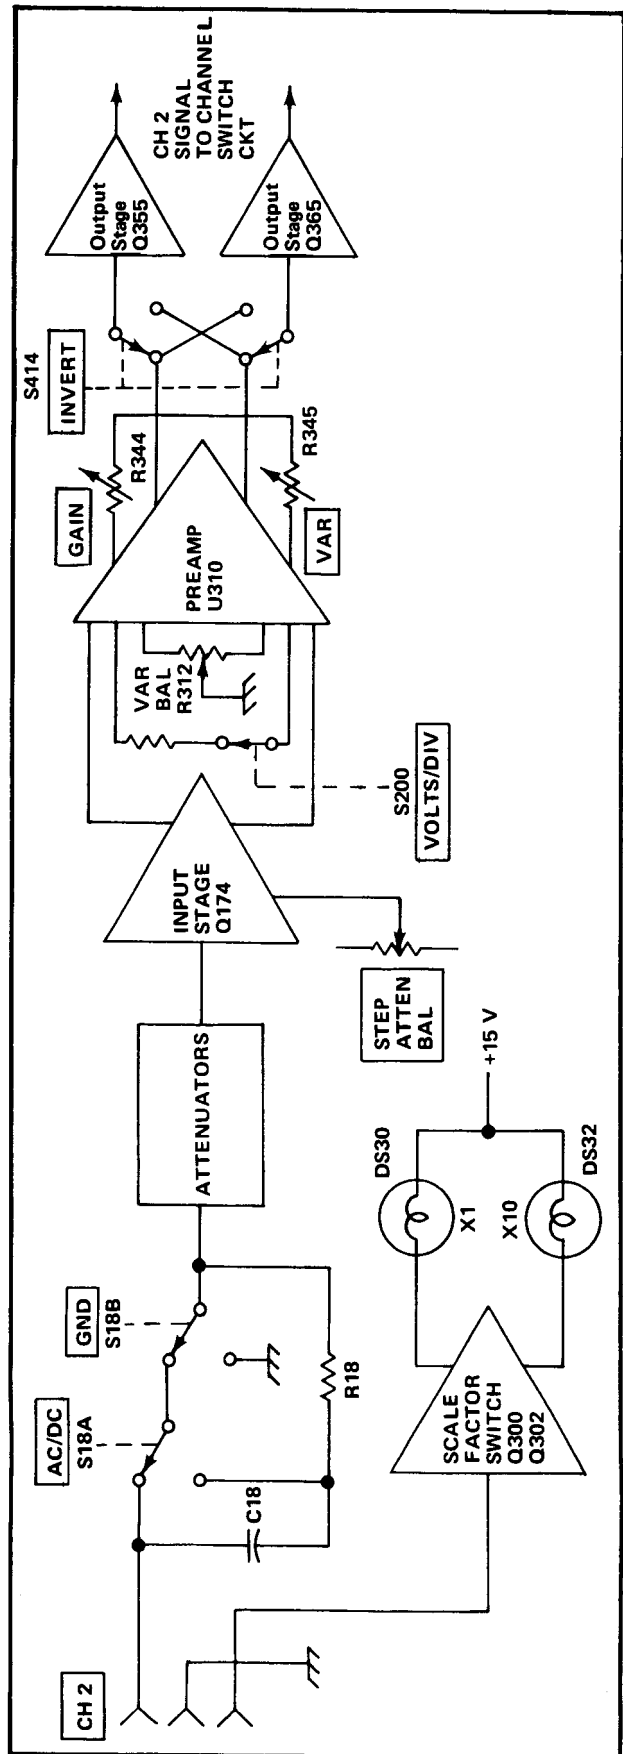 CH 2
AC/DC
S18A
GND
S18B
C18
R18
ATTENUATORS
INPUT
STAGE
Q174
STEP
ATTEN
BAL
S200
VOLTS/DIV
VAR
BAL
R312
PREAMP
U310
GAIN
R344
VAR
R345
S414
INVERT
Output
Stage
Q355
Output
Stage
Q365
CH 2
SIGNAL
TO CHANNEL
SWITCH
CKT
SCALE
FACTOR
SWITCH
Q300
Q302
DS30
X1
X10
DS32
+15 V